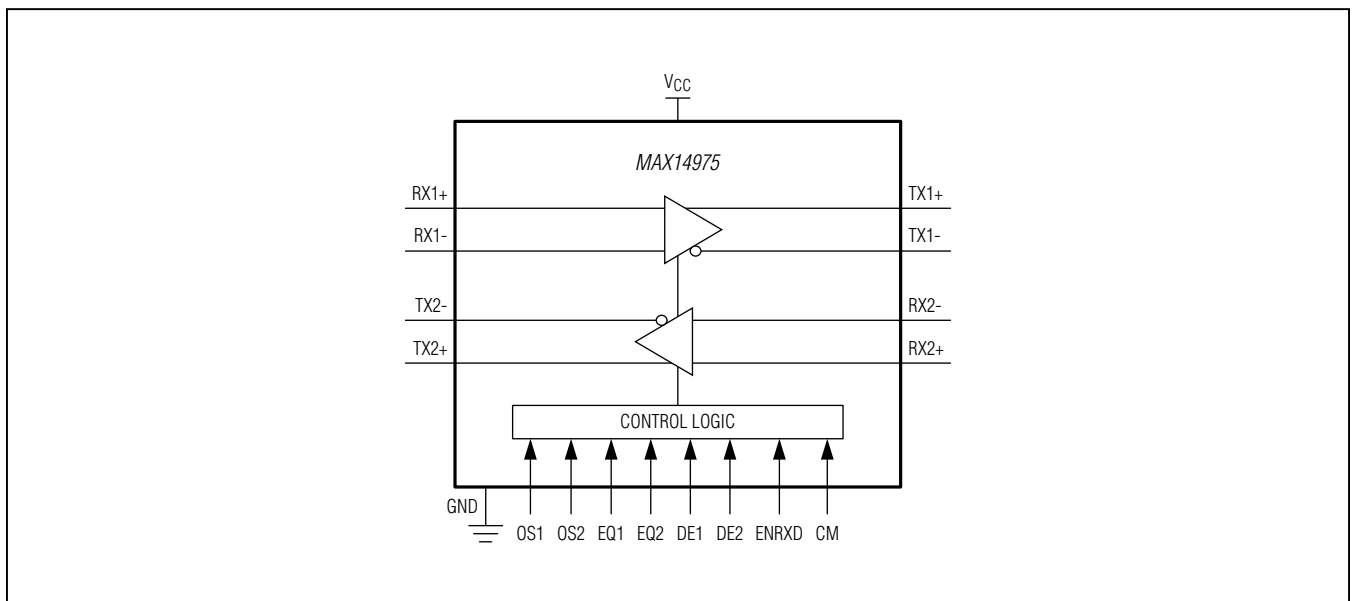 VCC
MAX14975
RX1+
TX1+
RX1-
TX1-
TX2-
RX2-
TX2+
RX2+
CONTROL LOGIC
GND
OS1 OS2 EQ1 EQ2 DE1 DE2 ENRXD CM